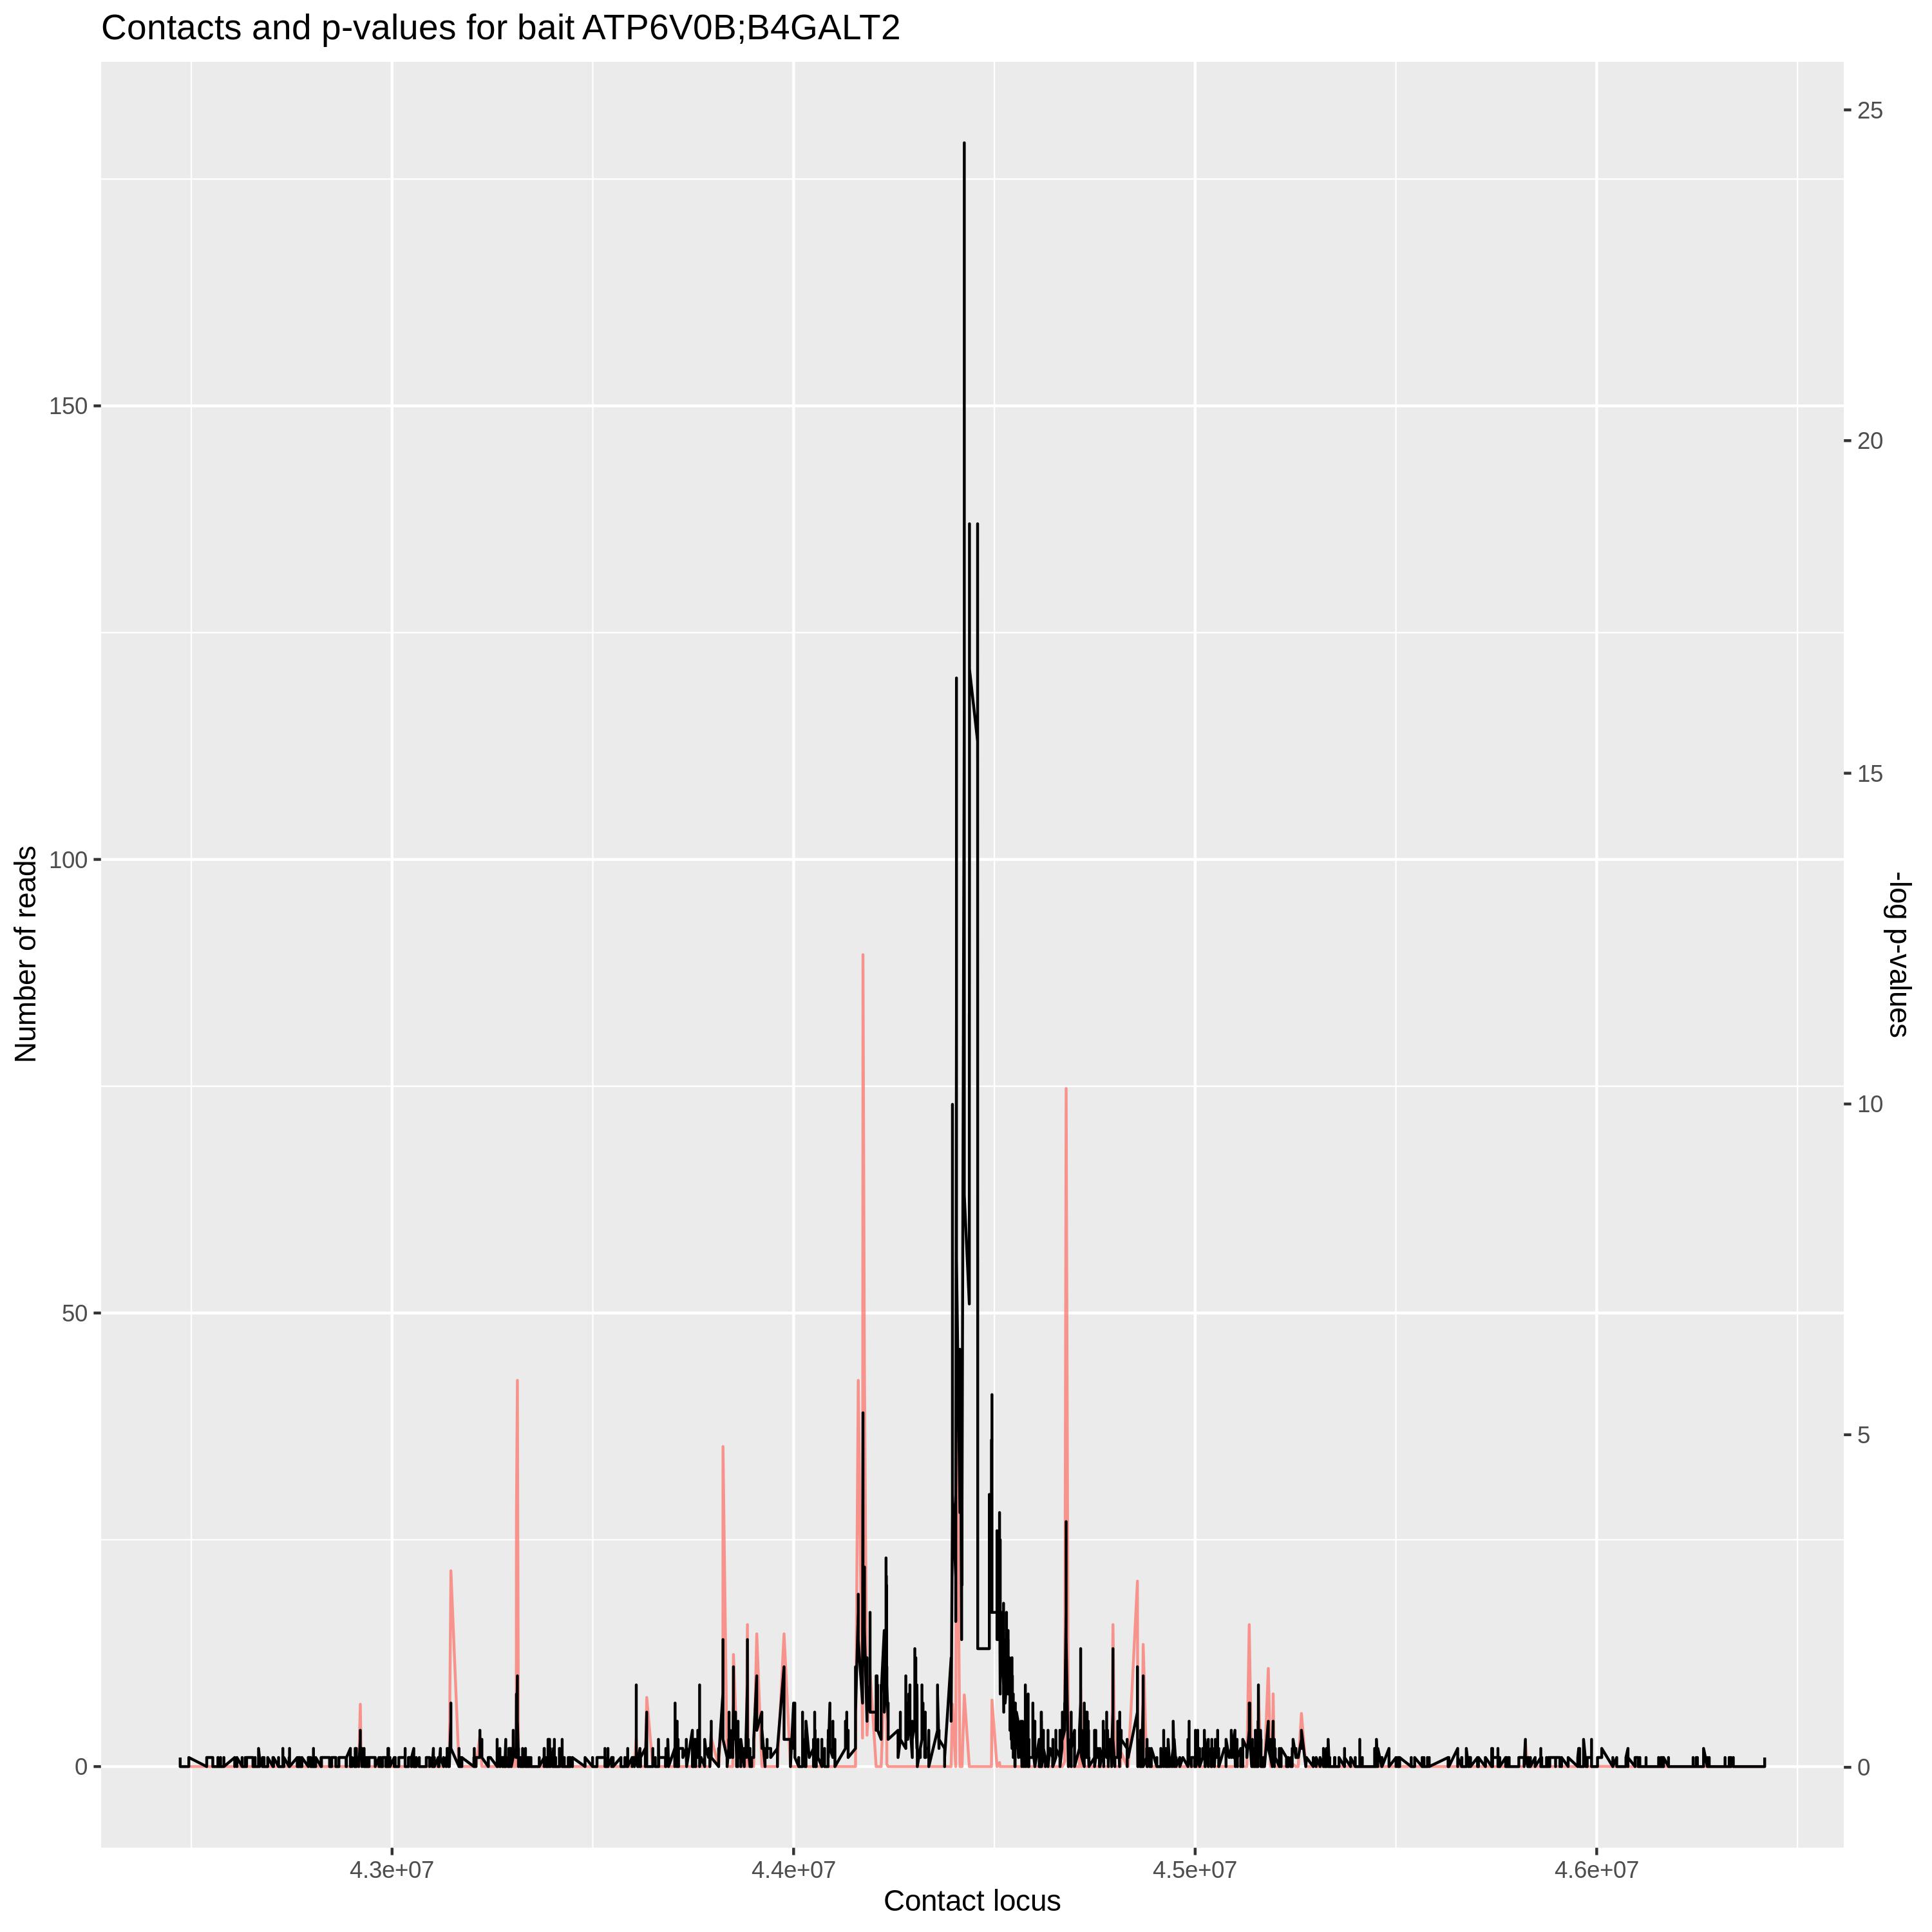 Contacts and p-values for bait ATP6V0B;B4GALT2
25
150
20
15
100
Number of reads
-log p-values
10
50
5
0
0
4.3e+07
4.4e+07
4.5e+07
4.6e+07
Contact locus